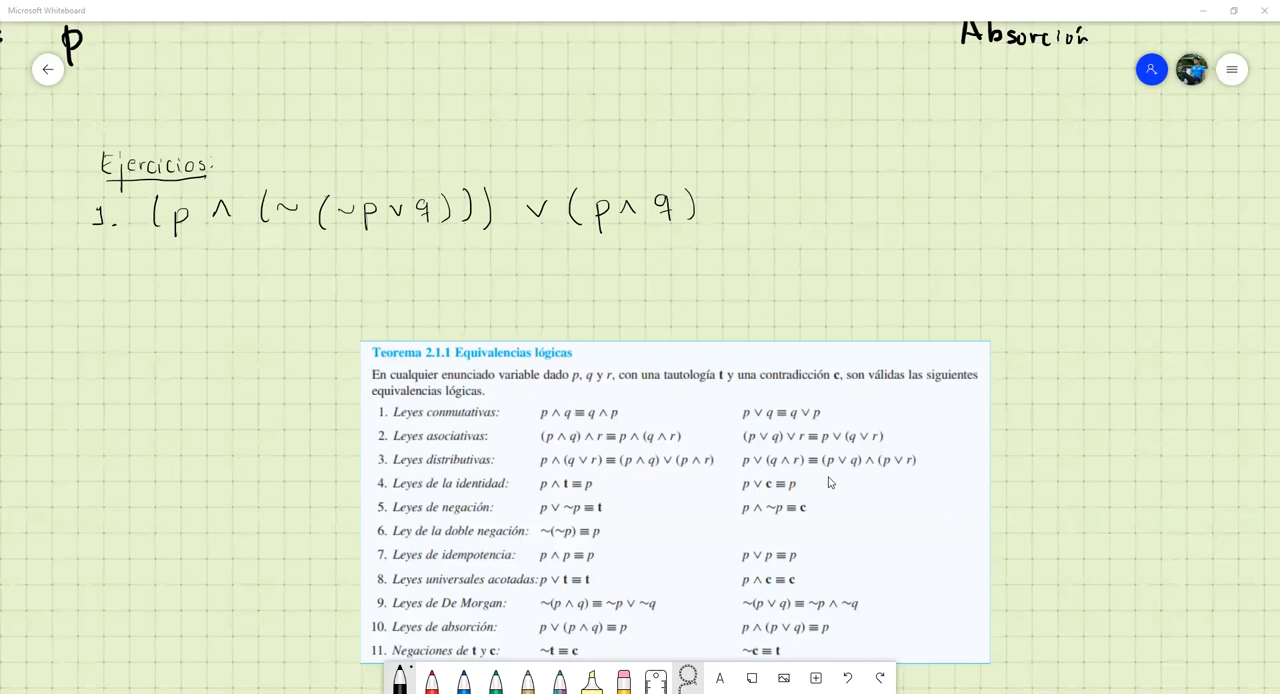 Microsoft Whiteboard
p
Absorción
Ejercicios:
1. (p ∧ (~(~p ∨ q))) ∨ (p ∧ q)
Teorema 2.1.1 Equivalencias lógicas
En cualquier enunciado variable dado p, q y r, con una tautología t y una contradicción c, son válidas las siguientes
equivalencias lógicas.
1. Leyes conmutativas: p ∧ q ≡ q ∧ p p ∨ q ≡ q ∨ p
2. Leyes asociativas: (p ∧ q) ∧ r ≡ p ∧ (q ∧ r) (p ∨ q) ∨ r ≡ p ∨ (q ∨ r)
3. Leyes distributivas: p ∧ (q ∨ r) ≡ (p ∧ q) ∨ (p ∧ r) p ∨ (q ∧ r) ≡ (p ∨ q) ∧ (p ∨ r)
4. Leyes de la identidad: p ∧ t ≡ p p ∨ c ≡ p
5. Leyes de negación: p ∨ ~p ≡ t p ∧ ~p ≡ c
6. Ley de la doble negación: ~(~p) ≡ p
7. Leyes de idempotencia: p ∧ p ≡ p p ∨ p ≡ p
8. Leyes universales acotadas: p ∨ t ≡ t p ∧ c ≡ c
9. Leyes de De Morgan: ~(p ∧ q) ≡ ~p ∨ ~q ~(p ∨ q) ≡ ~p ∧ ~q
10. Leyes de absorción: p ∨ (p ∧ q) ≡ p p ∧ (p ∨ q) ≡ p
11. Negaciones de t y c: ~t ≡ c ~c ≡ t